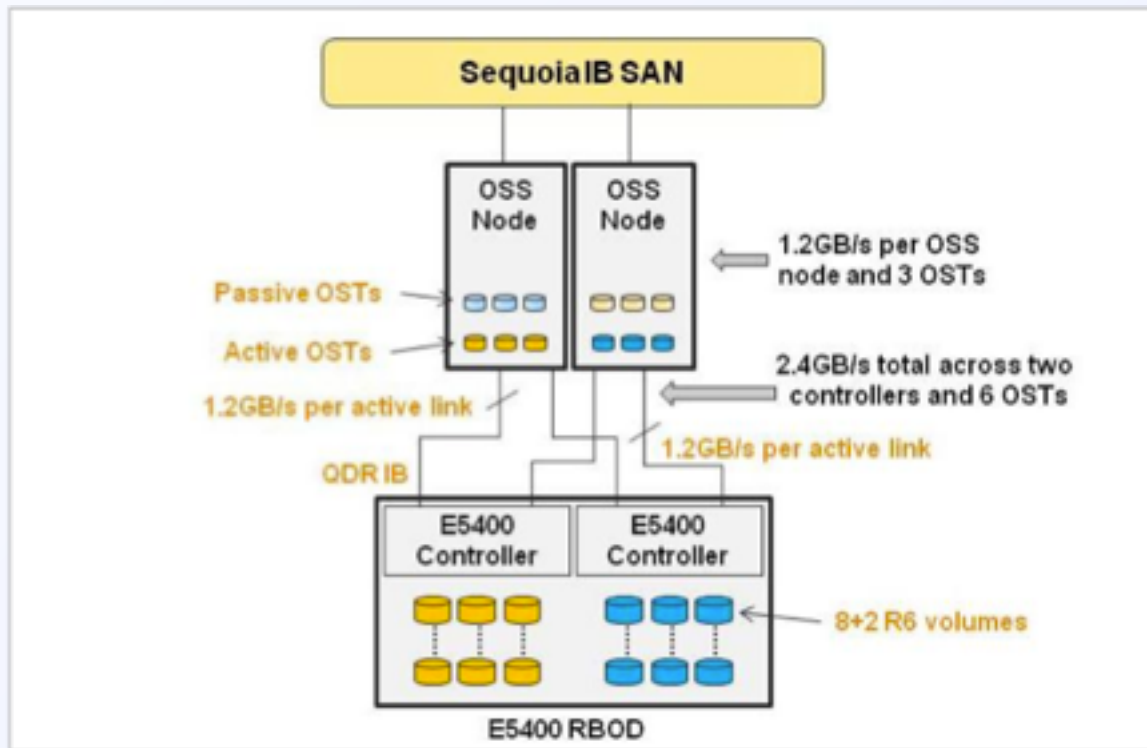 SequoiaIB SAN
OSS
Node
OSS
Node
1.2GB/s per OSS
node and 3 OSTs
Passive OSTs
Active OSTs
2.4GB/s total across two
controllers and 6 OSTs
1.2GB/s per active link
1.2GB/s per active link
QDR IB
E5400
Controller
E5400
Controller
8+2 R6 volumes
E5400 RBOD